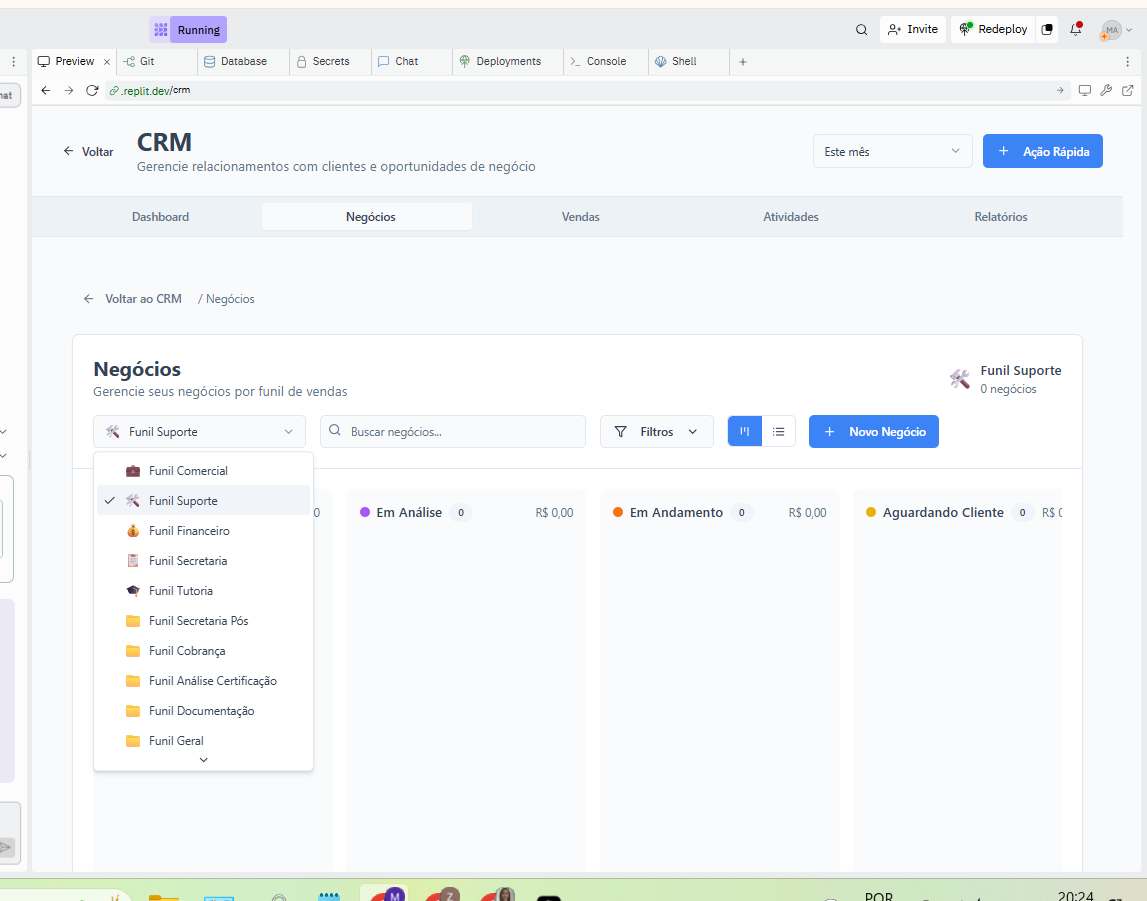 Running
Invite
Redeploy
MA
Preview
Git
Database
Secrets
Chat
Deployments
Console
Shell
.replit.dev/crm
Voltar
CRM
Gerencie relacionamentos com clientes e oportunidades de negócio
Este mês
+ Ação Rápida
Dashboard
Negócios
Vendas
Atividades
Relatórios
Voltar ao CRM / Negócios
Negócios
Gerencie seus negócios por funil de vendas
Funil Suporte
0 negócios
Funil Suporte
Buscar negócios...
Filtros
+ Novo Negócio
Funil Comercial
Funil Suporte
Funil Financeiro
Funil Secretaria
Funil Tutoria
Funil Secretaria Pós
Funil Cobrança
Funil Análise Certificação
Funil Documentação
Funil Geral
Em Análise 0 R$ 0,00
Em Andamento 0 R$ 0,00
Aguardando Cliente 0 R$
M
Z
POR
20:24